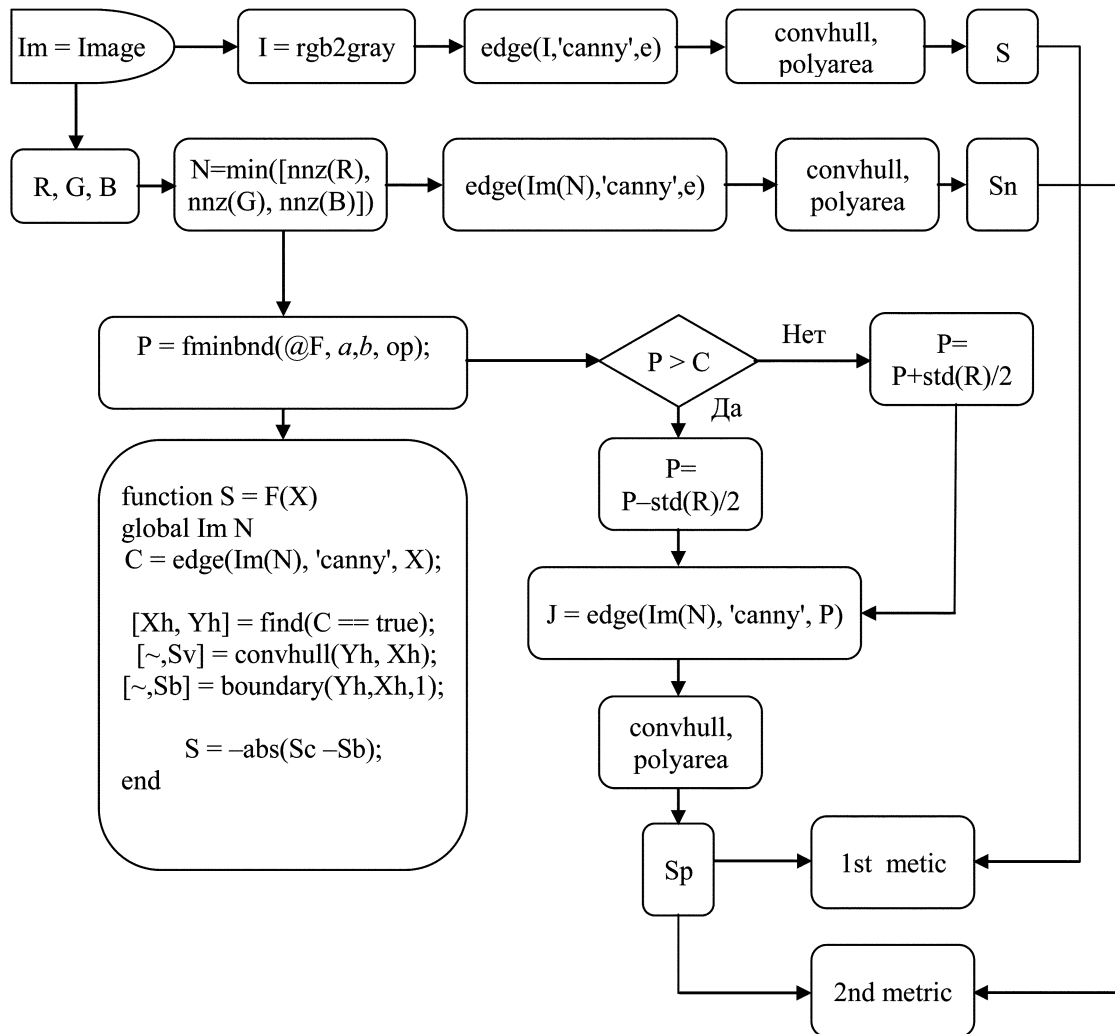 Im = Image
I = rgb2gray
edge(I,'canny',e)
convhull,
polyarea
S
R, G, B
N=min([nnz(R),
nnz(G), nnz(B)])
edge(Im(N),'canny',e)
convhull,
polyarea
Sn
P = fminbnd(@F, a,b, op);
P > C
Нет
P=
P+std(R)/2
Да
P=
P–std(R)/2
function S = F(X)
global Im N
C = edge(Im(N), 'canny', X);
[Xh, Yh] = find(C == true);
[~,Sv] = convhull(Yh, Xh);
[~,Sb] = boundary(Yh,Xh,1);
S = –abs(Sc –Sb);
end
J = edge(Im(N), 'canny', P)
convhull,
polyarea
Sp
1st metic
2nd metric